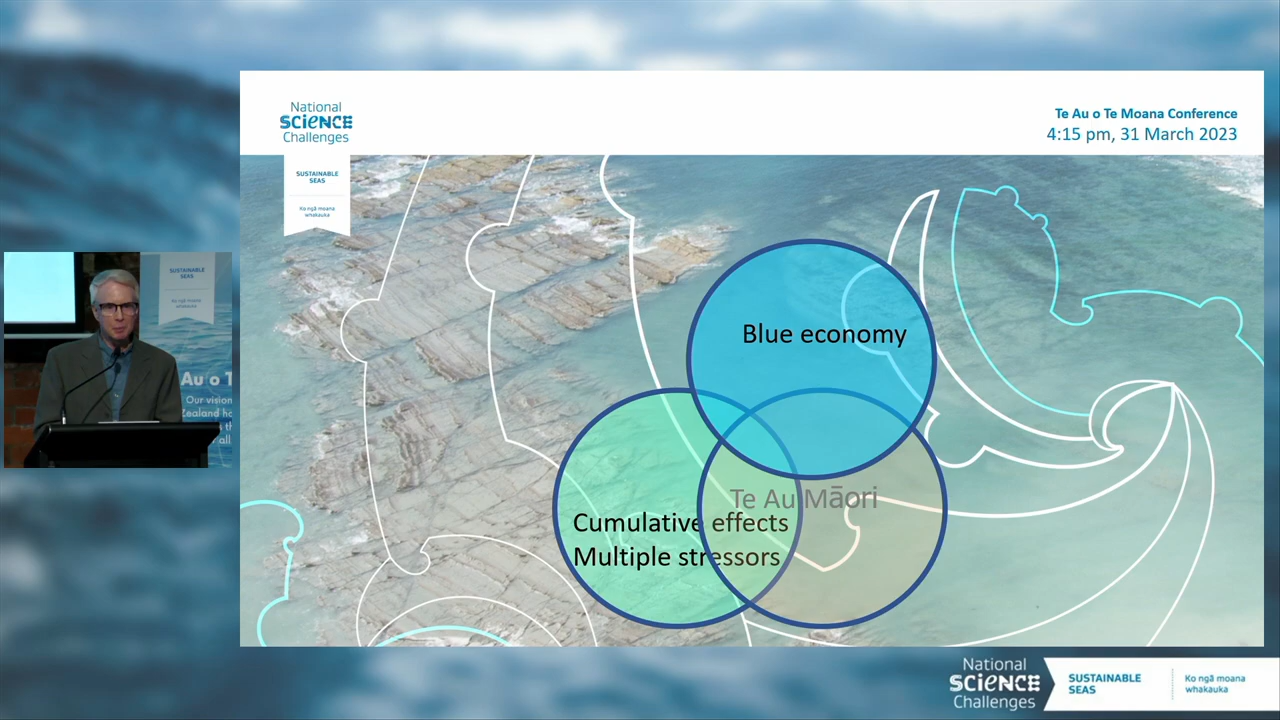 National
SCIENCE
Challenges
SUSTAINABLE
SEAS
Ko ngā moana
whakauka
Te Au o Te Moana Conference
4:15 pm, 31 March 2023
Blue economy
Te Au Māori
Cumulative effects
Multiple stressors
SUSTAINABLE
SEAS
Ko ngā moana
whakauka
Au o T
Our vision
Zealand
all
National
SCIENCE
Challenges
SUSTAINABLE
SEAS
Ko ngā moana
whakauka